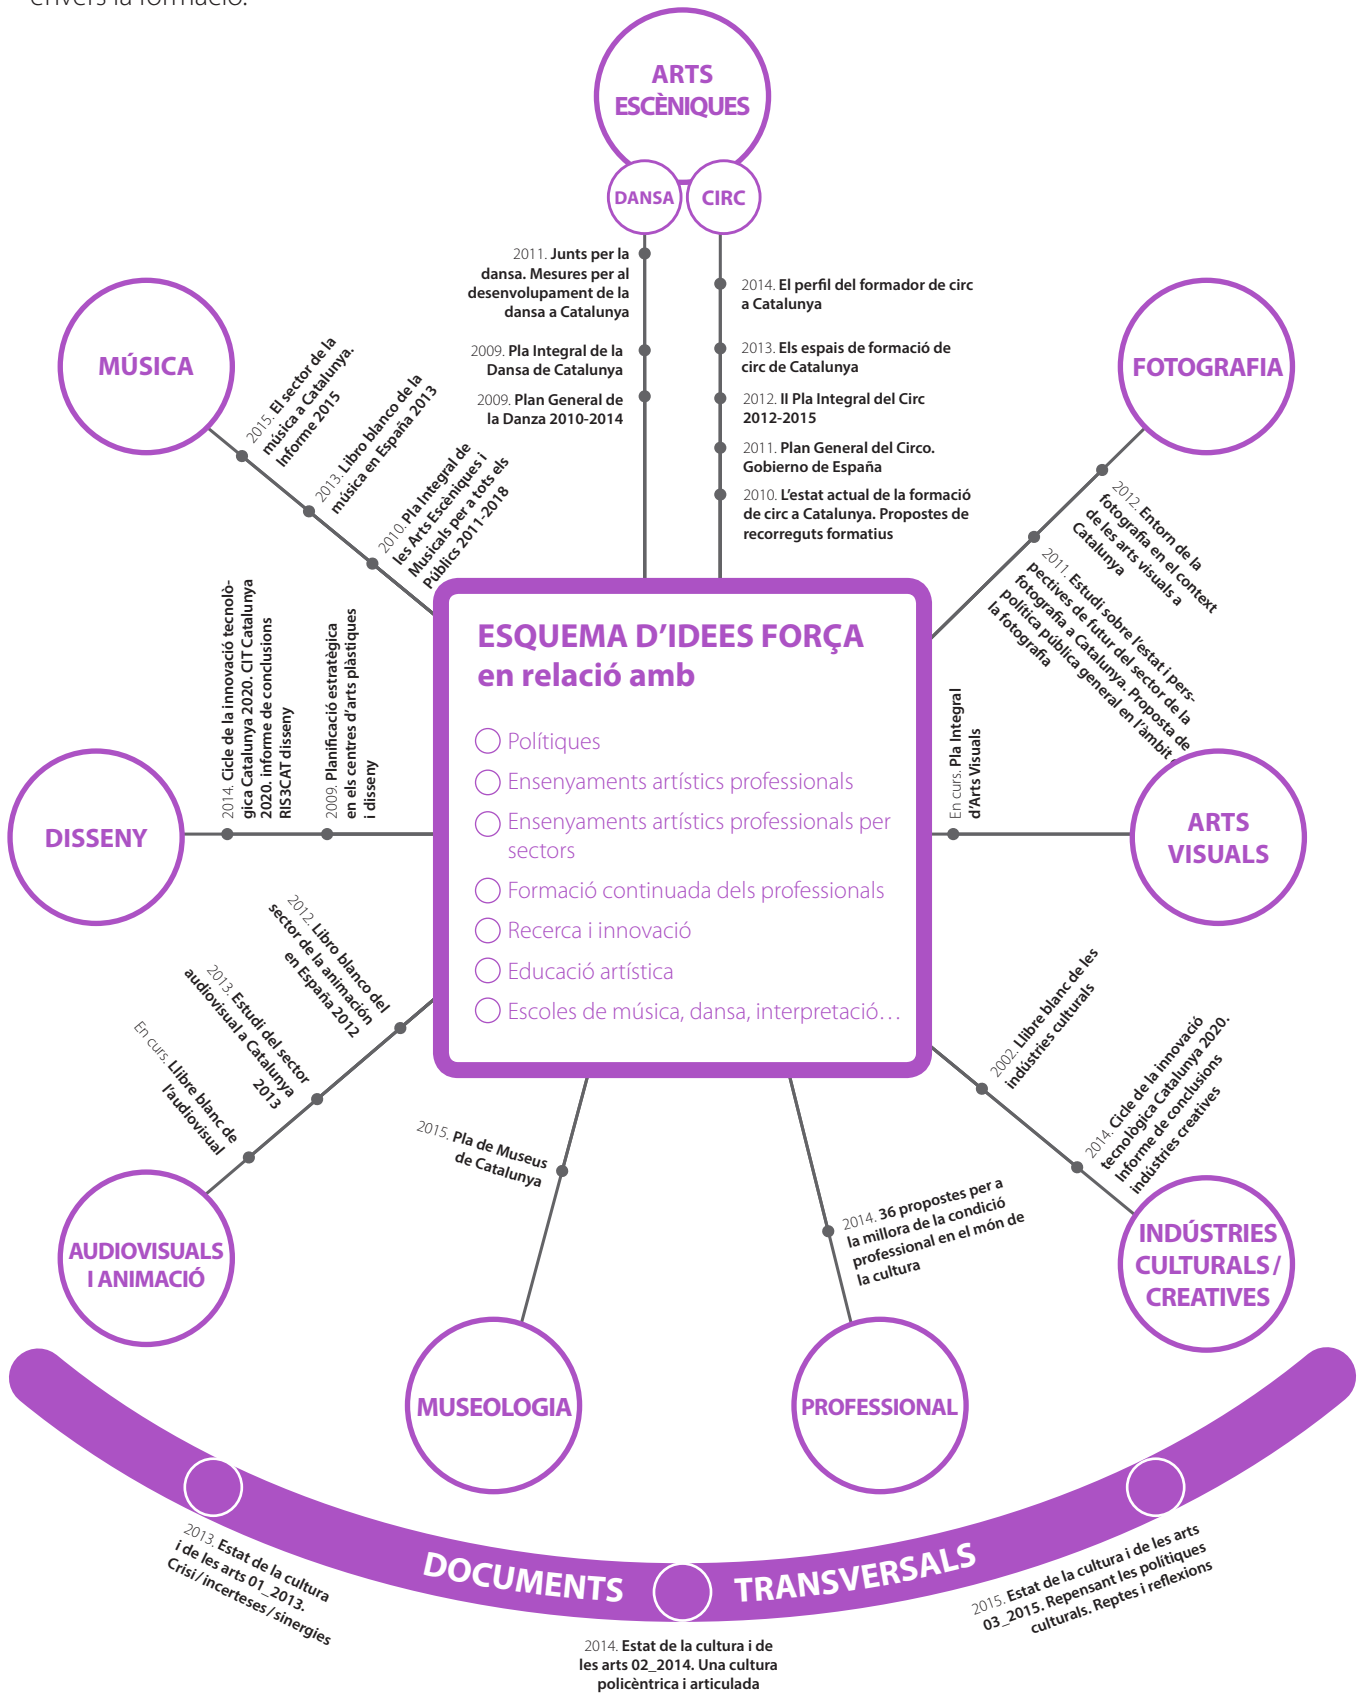 envers la formació.
ARTS
ESCÈNIQUES
DANSA
CIRC
2011. Junts per la
dansa. Mesures per al
desenvolupament de la
dansa a Catalunya
2009. Pla Integral de la
Dansa de Catalunya
2009. Plan General de
la Danza 2010-2014
2014. El perfil del formador de circ
a Catalunya
2013. Els espais de formació de
circ de Catalunya
2012. II Pla Integral del Circ
2012-2015
2011. Plan General del Circo.
Gobierno de España
2010. L'estat actual de la formació
de circ a Catalunya. Propostes de
recorreguts formatius
MÚSICA
2015. El sector de la
música a Catalunya.
Informe 2015
2013. Libro blanco de la
música en España 2013
2010. Pla Integral de
les Arts Escèniques i
Musicals per a tots els
Públics 2011-2018
FOTOGRAFIA
2012. Entorn de la
fotografia en el context
de les arts visuals a
Catalunya
2011. Estudi sobre l'estat i pers-
pectives de futur del sector de la
fotografia a Catalunya. Proposta de
política pública general en l'àmbit
la fotografia
DISSENY
2014. Cicle de la innovació tecnolò-
gica Catalunya 2020. CIT Catalunya
2020. informe de conclusions
RIS3CAT disseny
2009. Planificació estratègica
en els centres d'arts plàstiques
i disseny
ESQUEMA D'IDEES FORÇA
en relació amb
Polítiques
Ensenyaments artístics professionals
Ensenyaments artístics professionals per
sectors
Formació continuada dels professionals
Recerca i innovació
Educació artística
Escoles de música, dansa, interpretació…
En curs. Pla Integral
d'Arts Visuals
ARTS
VISUALS
2012. Libro blanco del
sector de la animación
en España 2012
2013. Estudi del sector
audiovisual a Catalunya
2013
En curs. Llibre blanc de
l'audiovisual
AUDIOVISUALS
I ANIMACIÓ
2002. Llibre blanc de les
indústries culturals
2014. Cicle de la innovació
tecnològica Catalunya 2020.
Informe de conclusions
indústries creatives
INDÚSTRIES
CULTURALS /
CREATIVES
2015. Pla de Museus
de Catalunya
MUSEOLOGIA
2014. 36 propostes per a
la millora de la condició
professional en el món de
la cultura
PROFESSIONAL
DOCUMENTS TRANSVERSALS
2013. Estat de la cultura
i de les arts 01_2013.
Crisi / incerteses / sinergies
2014. Estat de la cultura i de
les arts 02_2014. Una cultura
policèntrica i articulada
2015. Estat de la cultura i de les arts
03_2015. Repensant les polítiques
culturals. Reptes i reflexions